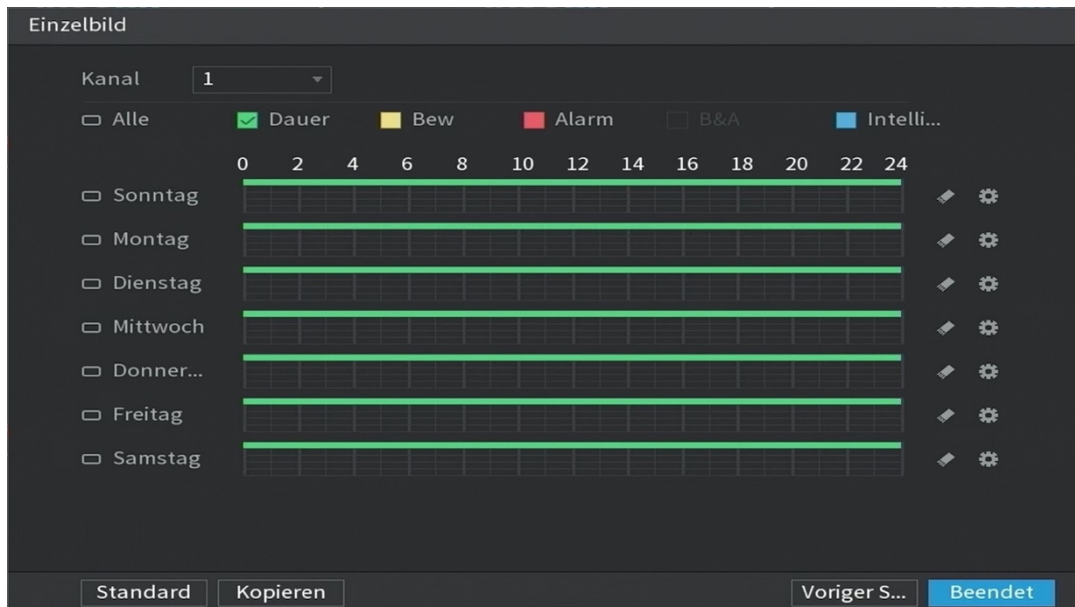 Einzelbild
Kanal 1
Alle Dauer Bew Alarm B&A Intelli...
0 2 4 6 8 10 12 14 16 18 20 22 24
Sonntag
Montag
Dienstag
Mittwoch
Donner...
Freitag
Samstag
Standard Kopieren Voriger S... Beendet